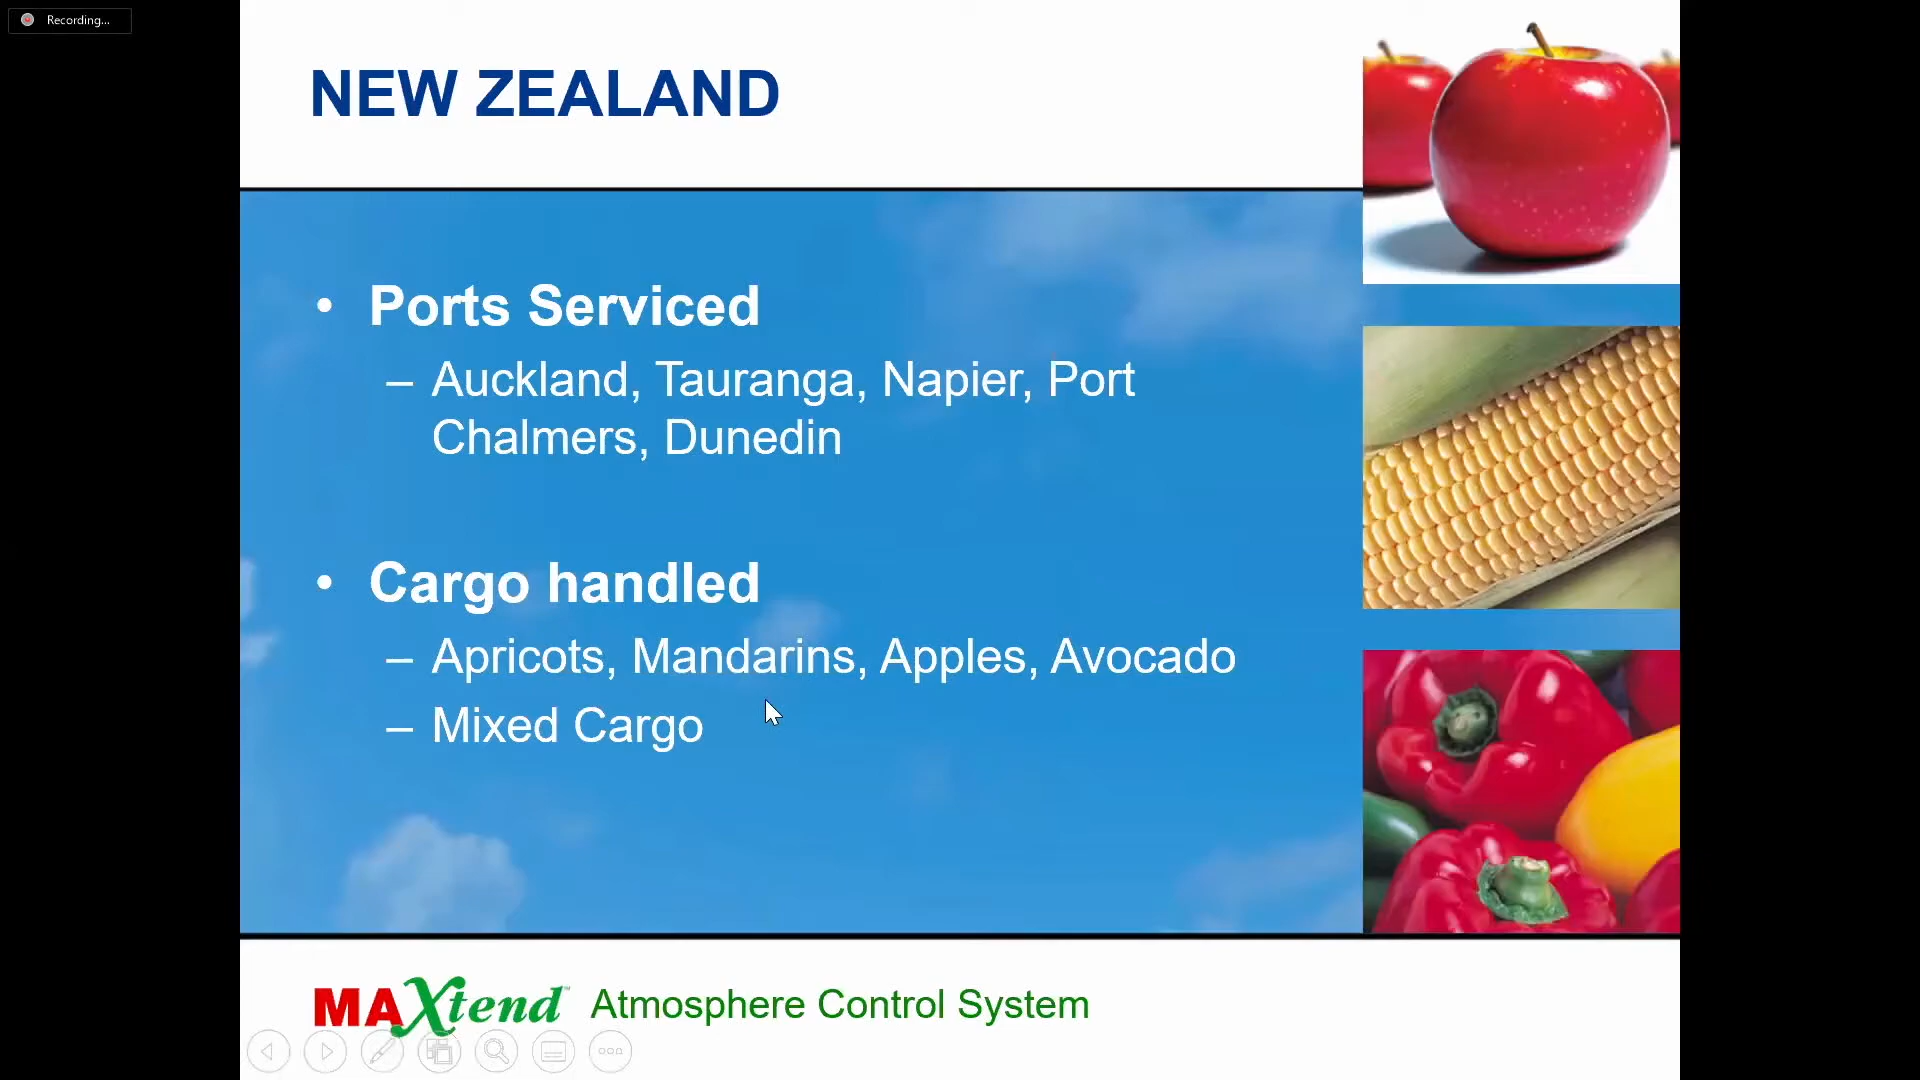 Recording...
NEW ZEALAND
• Ports Serviced
– Auckland, Tauranga, Napier, Port
Chalmers, Dunedin
• Cargo handled
– Apricots, Mandarins, Apples, Avocado
– Mixed Cargo
MAXtend™ Atmosphere Control System